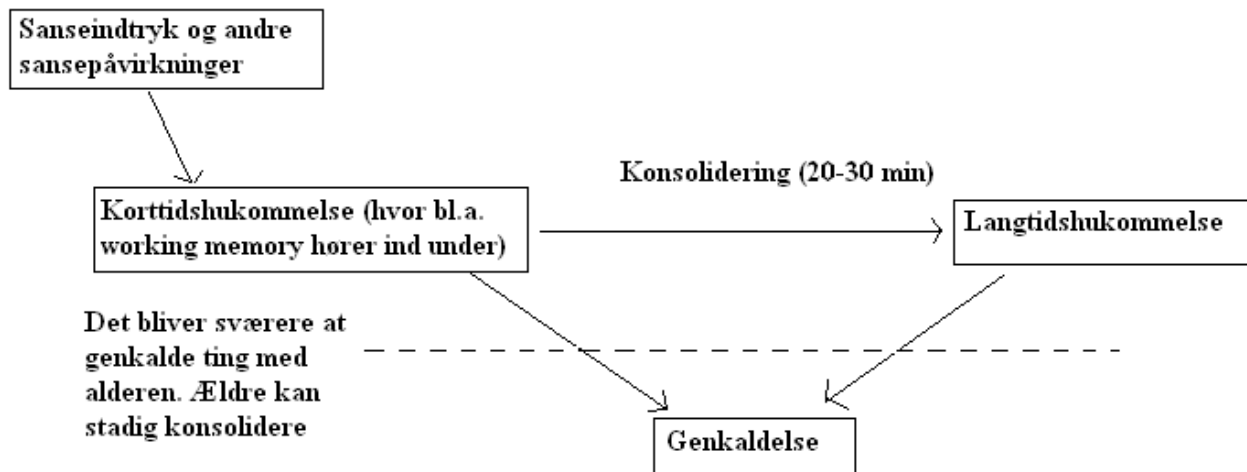 Sanseindtryk og andre
sansepåvirkninger
Konsolidering (20-30 min)
Korttidshukommelse (hvor bl.a.
working memory hører ind under)
Langtidshukommelse
Det bliver sværere at
genkalde ting med
alderen. Ældre kan
stadig konsolidere
Genkaldelse